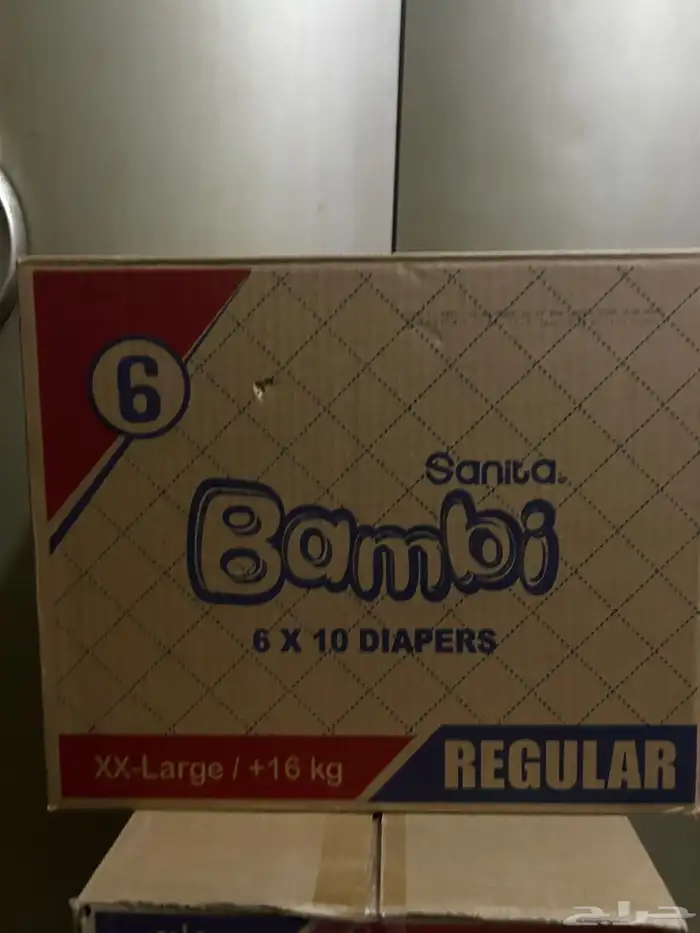 6
Sanita
Bambi
6 X 10 DIAPERS
XX-Large / +16 kg
REGULAR
حراج